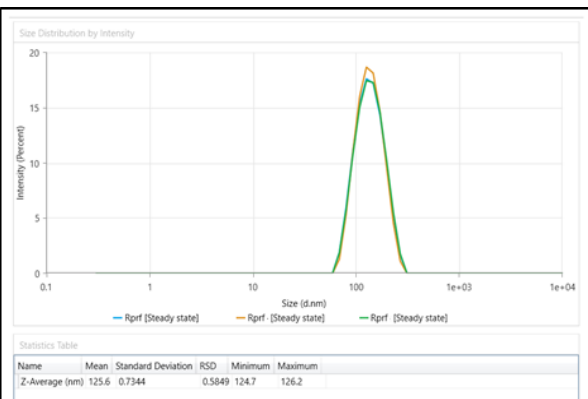 Size Distribution by Intensity
20
15
10
5
0
Intensity (Percent)
0.1 1 10 100 1e+03 1e+04
Size (d.nm)
Rprf [Steady state] Rprf · [Steady state] Rprf [Steady state]
Statistics Table
Name Mean Standard Deviation RSD Minimum Maximum
Z-Average (nm) 125.6 0.7344 0.5849 124.7 126.2